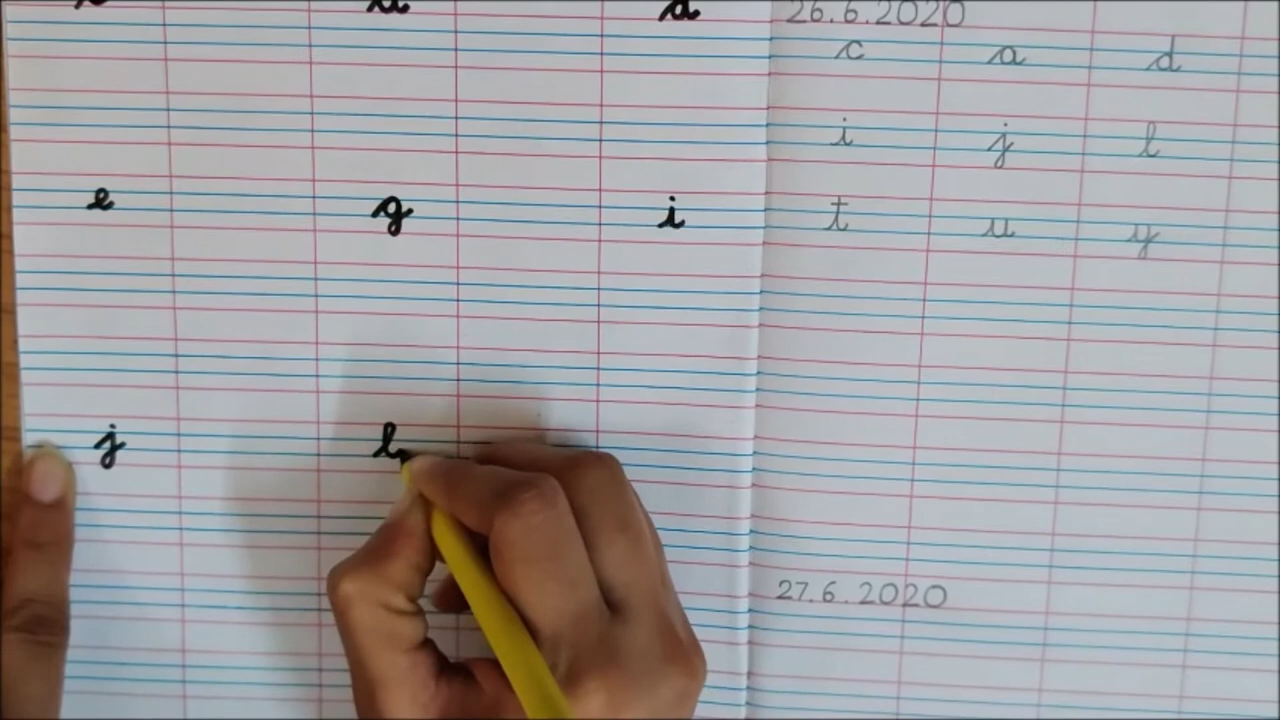 c a d
e g i
j l
26.6.2020
c a d
i j l
t u y
27.6.2020